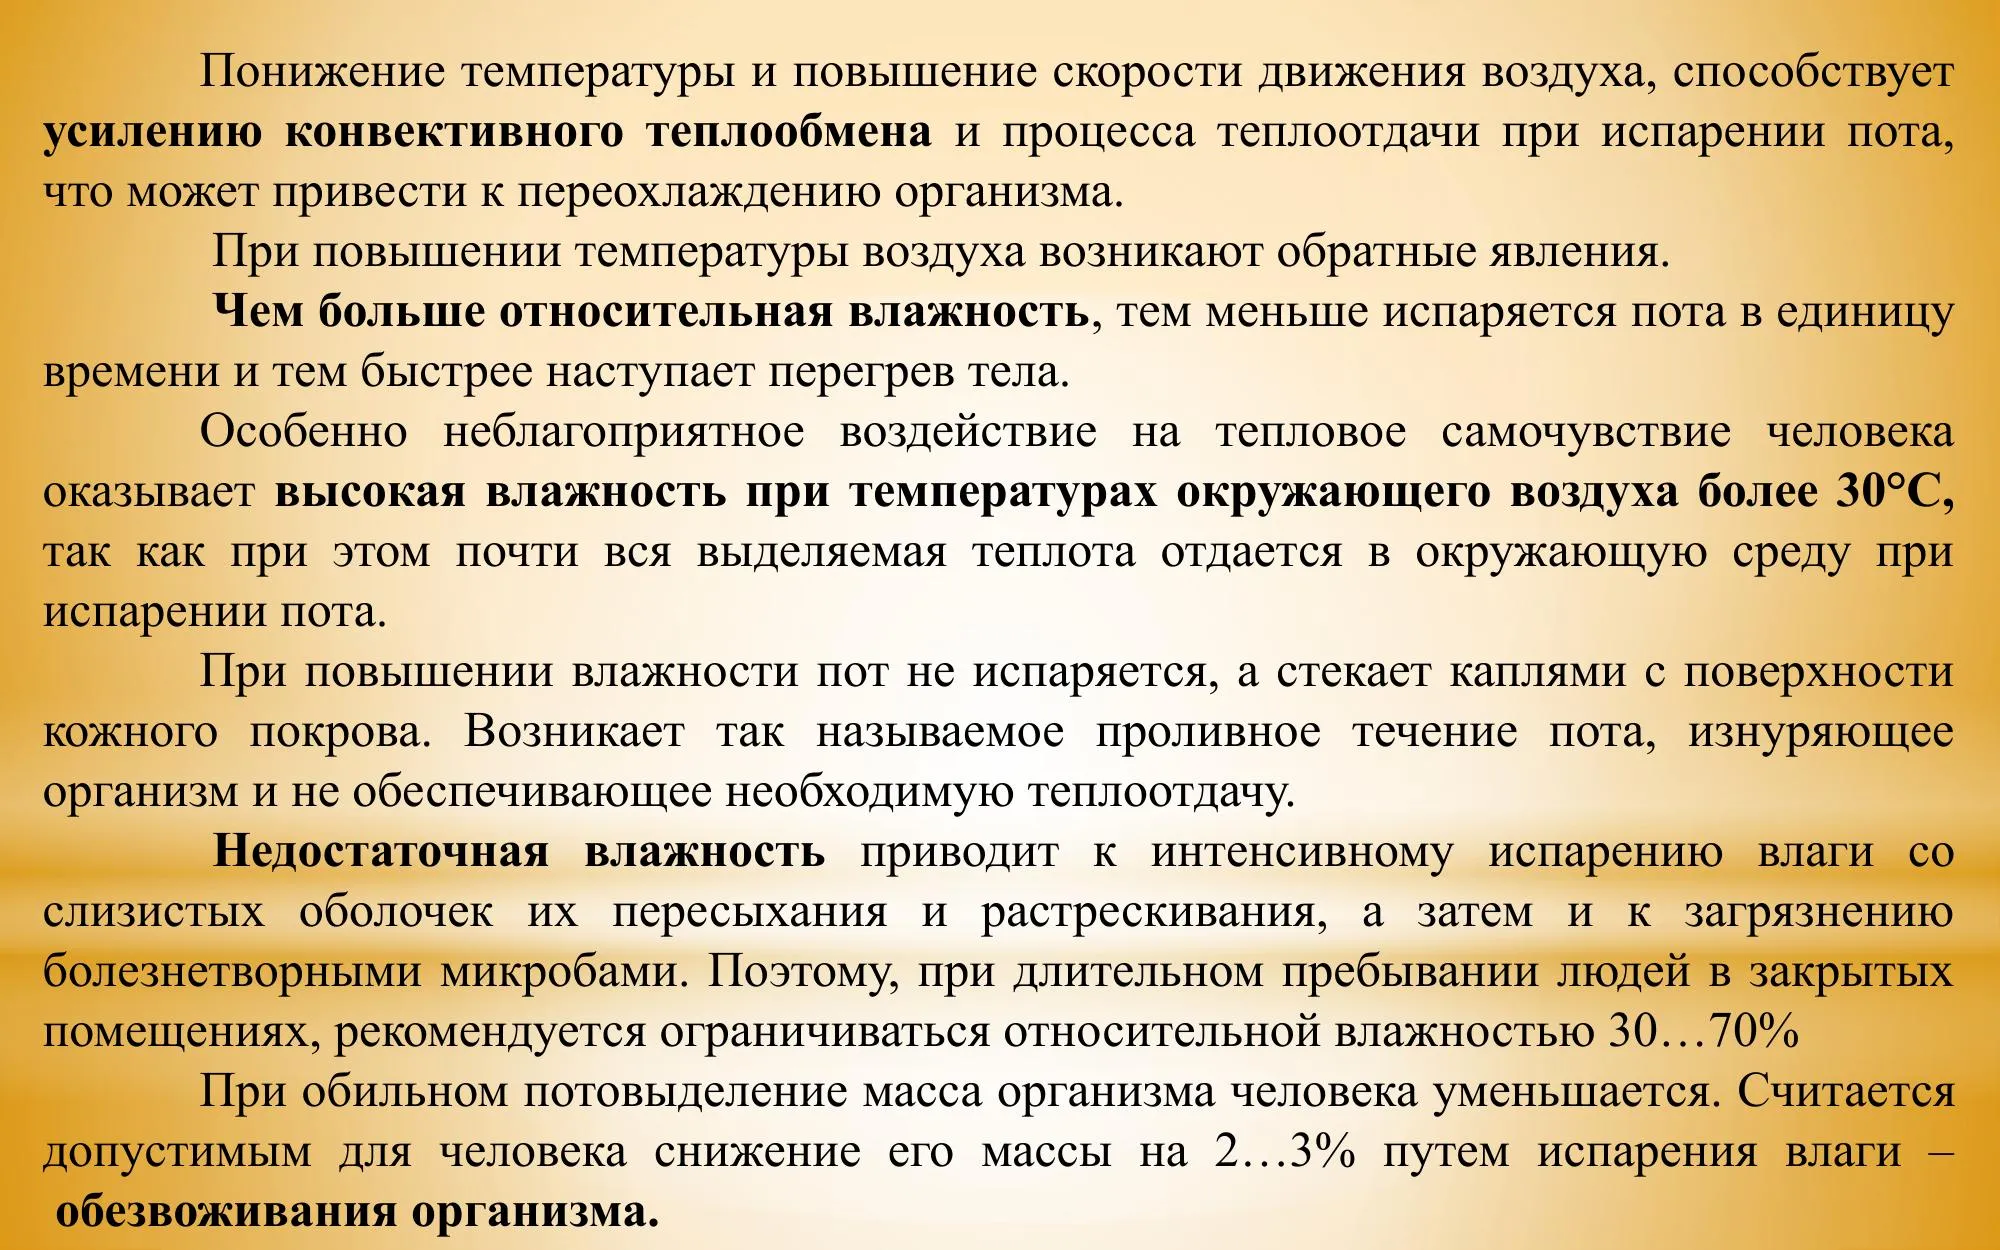 Понижение температуры и повышение скорости движения воздуха, способствует
усилению конвективного теплообмена и процесса теплоотдачи при испарении пота,
что может привести к переохлаждению организма.
При повышении температуры воздуха возникают обратные явления.
Чем больше относительная влажность, тем меньше испаряется пота в единицу
времени и тем быстрее наступает перегрев тела.
Особенно неблагоприятное воздействие на тепловое самочувствие человека
оказывает высокая влажность при температурах окружающего воздуха более 30°С,
так как при этом почти вся выделяемая теплота отдается в окружающую среду при
испарении пота.
При повышении влажности пот не испаряется, а стекает каплями с поверхности
кожного покрова. Возникает так называемое проливное течение пота, изнуряющее
организм и не обеспечивающее необходимую теплоотдачу.
Недостаточная влажность приводит к интенсивному испарению влаги со
слизистых оболочек их пересыхания и растрескивания, а затем и к загрязнению
болезнетворными микробами. Поэтому, при длительном пребывании людей в закрытых
помещениях, рекомендуется ограничиваться относительной влажностью 30…70%
При обильном потовыделение масса организма человека уменьшается. Считается
допустимым для человека снижение его массы на 2…3% путем испарения влаги –
обезвоживания организма.